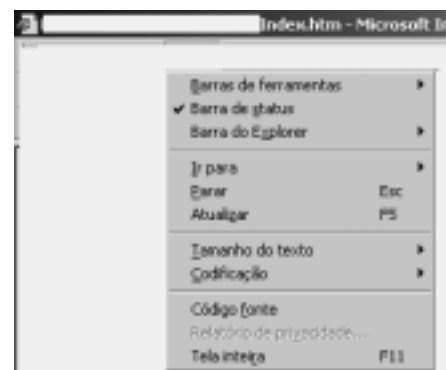 Index.htm - Microsoft In
Barras de ferramentas
Barra de status
Barra do Explorer
Ir para
Parar Esc
Atualizar F5
Tamanho do texto
Codificação
Código fonte
Relatório de privacidade...
Tela inteira F11